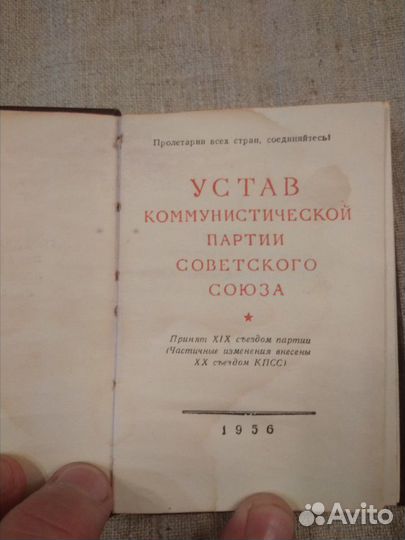 Пролетарии всех стран, соединяйтесь!
УСТАВ
КОММУНИСТИЧЕСКОЙ
ПАРТИИ
СОВЕТСКОГО
СОЮЗА
Принят XIX съездом партии
(Частичные изменения внесены
XX съездом КПСС)
1956
Avito